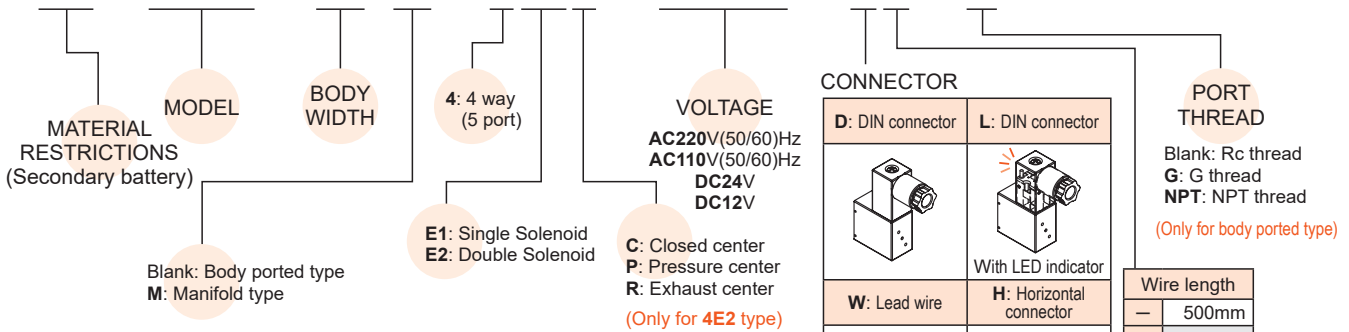 MATERIAL
RESTRICTIONS
(Secondary battery)
MODEL
BODY
WIDTH
Blank: Body ported type
M: Manifold type
4: 4 way
(5 port)
E1: Single Solenoid
E2: Double Solenoid
C: Closed center
P: Pressure center
R: Exhaust center
(Only for 4E2 type)
VOLTAGE
AC220V(50/60)Hz
AC110V(50/60)Hz
DC24V
DC12V
CONNECTOR
D: DIN connector
L: DIN connector
With LED indicator
W: Lead wire
H: Horizontal
connector
Wire length
— 500mm
PORT
THREAD
Blank: Rc thread
G: G thread
NPT: NPT thread
(Only for body ported type)